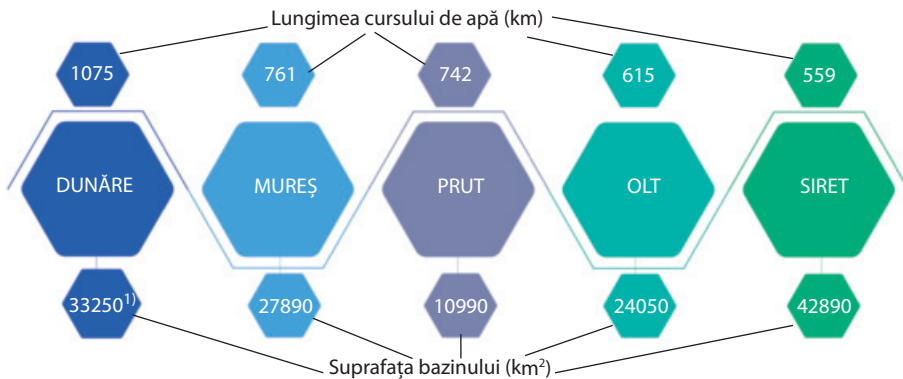 Lungimea cursului de apă (km)
1075 761 742 615 559
DUNĂRE MUREȘ PRUT OLT SIRET
33250¹⁾ 27890 10990 24050 42890
Suprafața bazinului (km²)